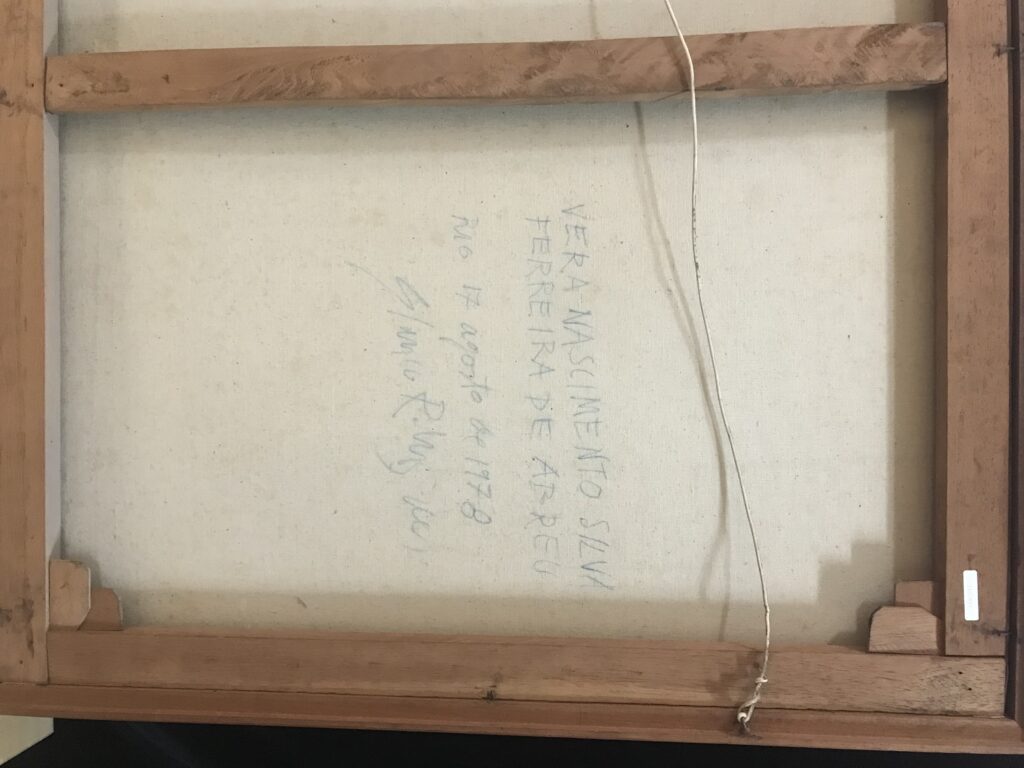 VERA NASCIMENTO SILVA
FERREIRA DE ABREU
RIO 17 agosto de 1978